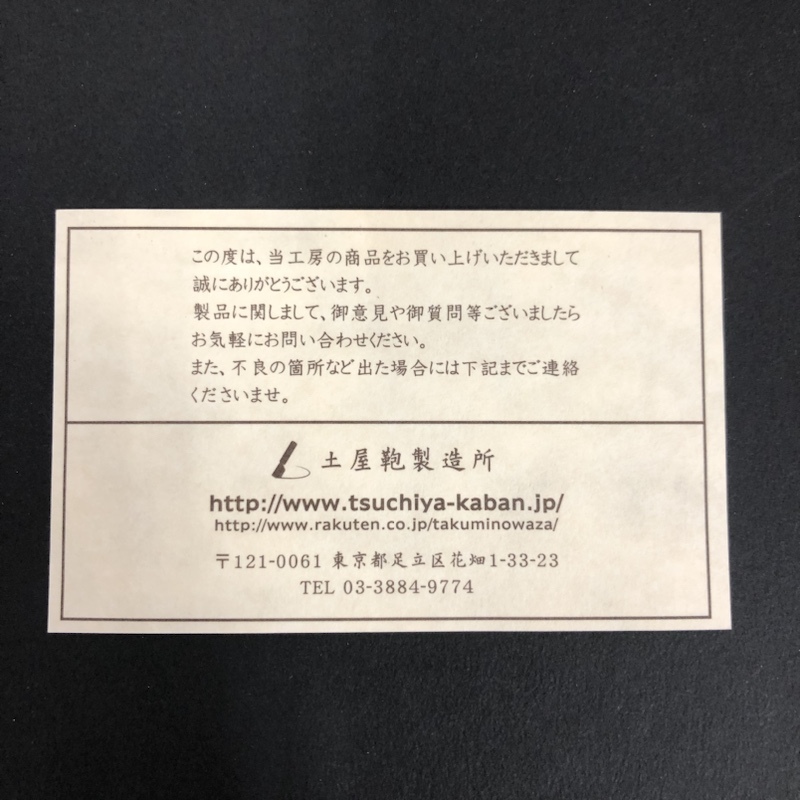 この度は、当工房の商品をお買い上げいただきまして
誠にありがとうございます。
製品に関しまして、御意見や御質問等ございましたら
お気軽にお問い合わせください。
また、不良の箇所など出た場合には下記までご連絡
くださいませ。
土屋鞄製造所
http://www.tsuchiya-kaban.jp/
http://www.rakuten.co.jp/takuminowaza/
〒121-0061 東京都足立区花畑1-33-23
TEL 03-3884-9774